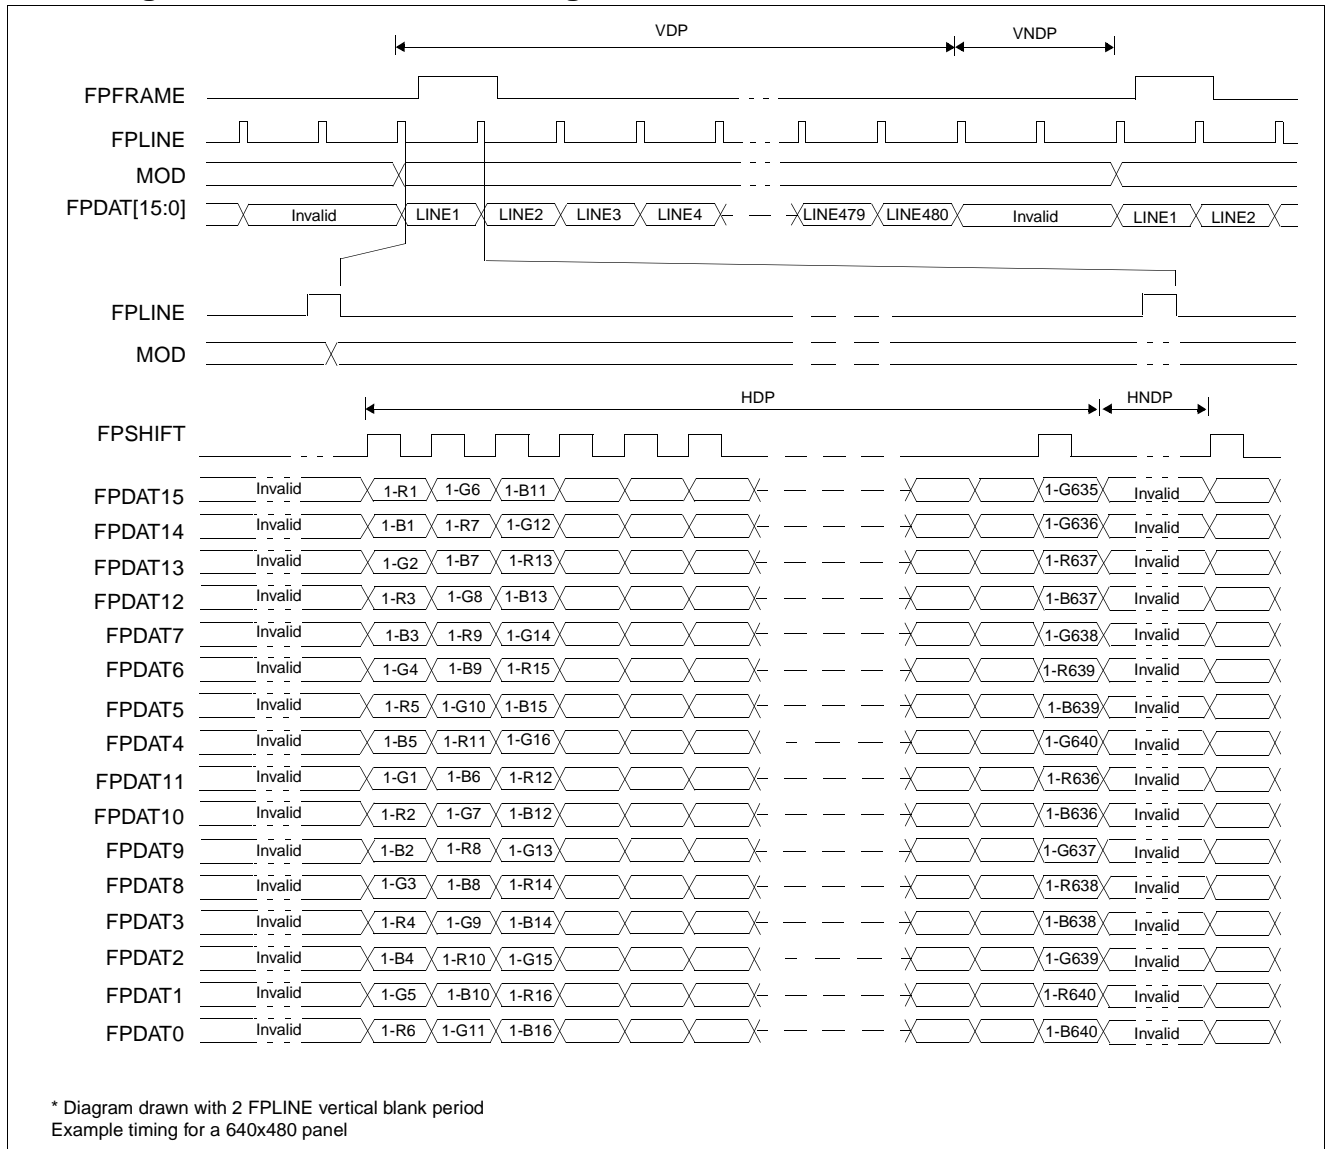 VDP VNDP
FPFRAME
FPLINE
MOD
FPDAT[15:0] Invalid LINE1 LINE2 LINE3 LINE4 LINE479 LINE480 Invalid LINE1 LINE2
FPLINE
MOD
HDP HNDP
FPSHIFT
FPDAT15 Invalid 1-R1 1-G6 1-B11 1-G635 Invalid
FPDAT14 Invalid 1-B1 1-R7 1-G12 1-G636 Invalid
FPDAT13 Invalid 1-G2 1-B7 1-R13 1-R637 Invalid
FPDAT12 Invalid 1-R3 1-G8 1-B13 1-B637 Invalid
FPDAT7 Invalid 1-B3 1-R9 1-G14 1-G638 Invalid
FPDAT6 Invalid 1-G4 1-B9 1-R15 1-R639 Invalid
FPDAT5 Invalid 1-R5 1-G10 1-B15 1-B639 Invalid
FPDAT4 Invalid 1-B5 1-R11 1-G16 1-G640 Invalid
FPDAT11 Invalid 1-G1 1-B6 1-R12 1-R636 Invalid
FPDAT10 Invalid 1-R2 1-G7 1-B12 1-B636 Invalid
FPDAT9 Invalid 1-B2 1-R8 1-G13 1-G637 Invalid
FPDAT8 Invalid 1-G3 1-B8 1-R14 1-R638 Invalid
FPDAT3 Invalid 1-R4 1-G9 1-B14 1-B638 Invalid
FPDAT2 Invalid 1-B4 1-R10 1-G15 1-G639 Invalid
FPDAT1 Invalid 1-G5 1-B10 1-R16 1-R640 Invalid
FPDAT0 Invalid 1-R6 1-G11 1-B16 1-B640 Invalid
* Diagram drawn with 2 FPLINE vertical blank period
Example timing for a 640x480 panel